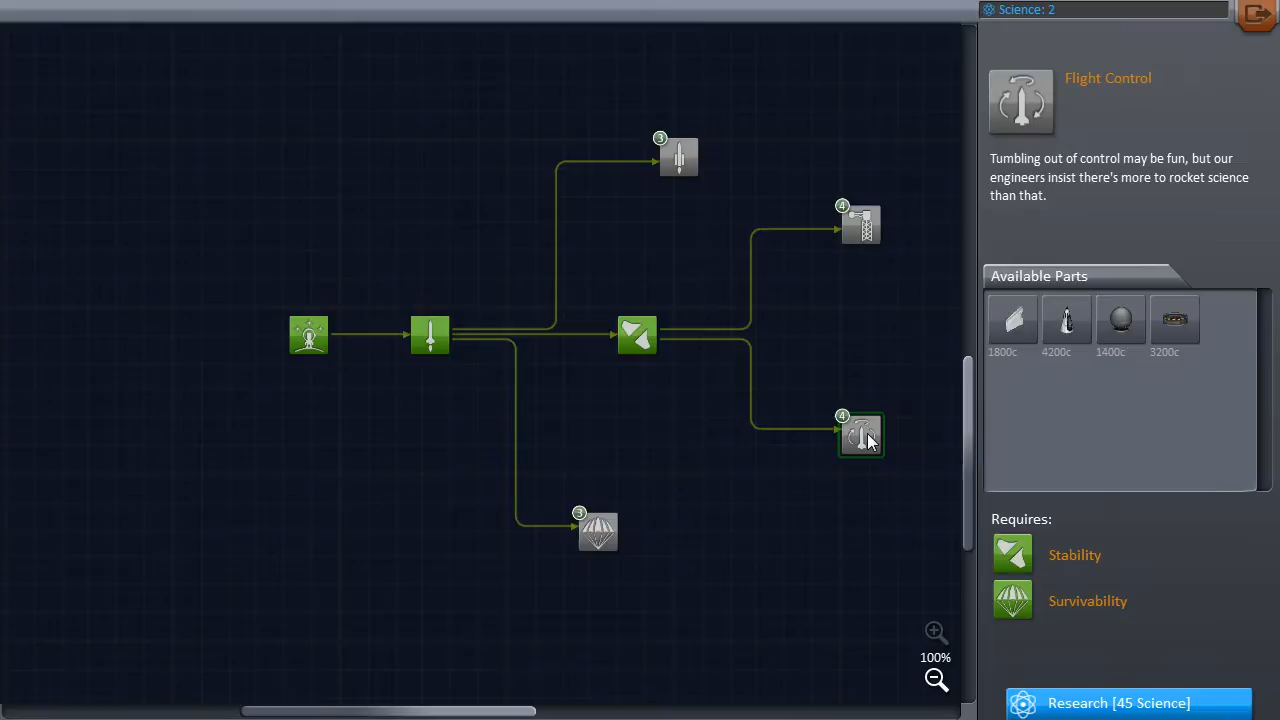 Science: 2
Flight Control
Tumbling out of control may be fun, but our
engineers insist there's more to rocket science
than that.
Available Parts
1800c 4200c 1400c 3200c
Requires:
Stability
Survivability
Research [45 Science]
3
4
4
3
100%